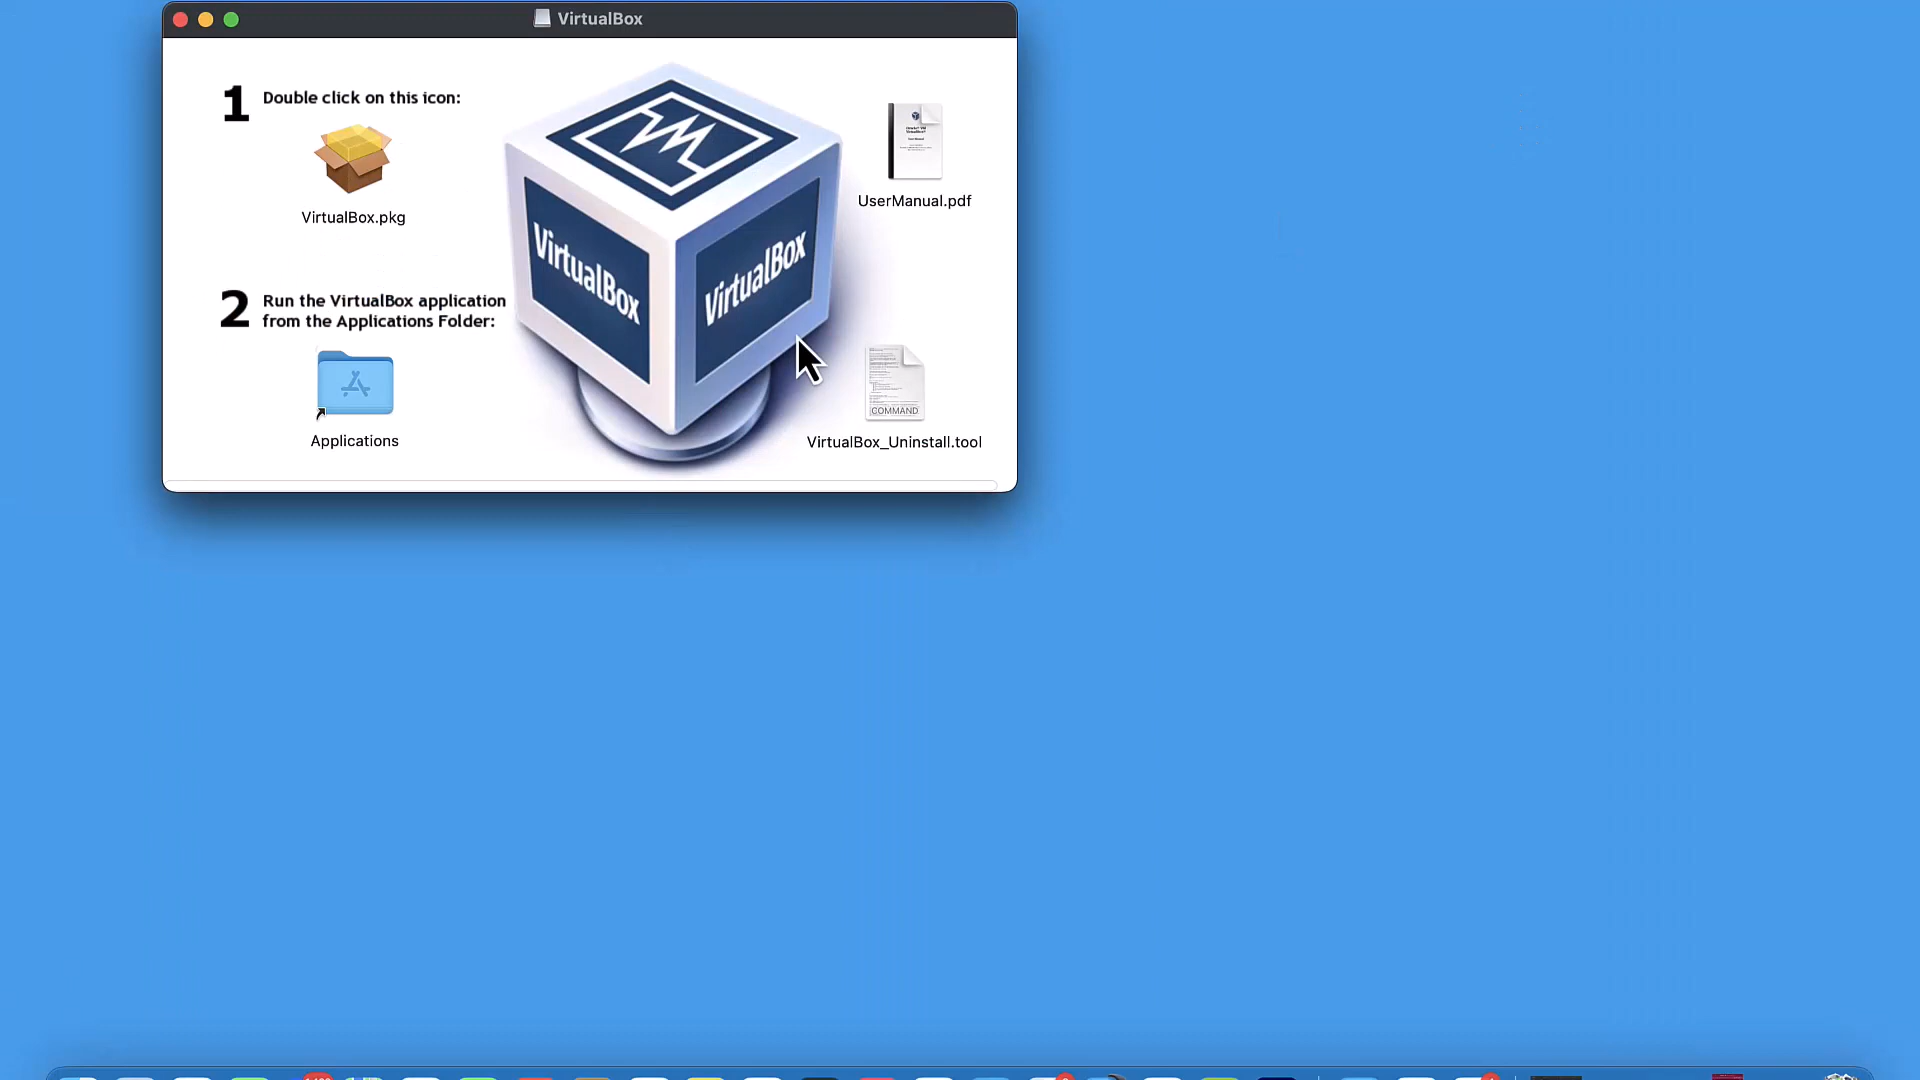 VirtualBox
1 Double click on this icon:
VirtualBox.pkg
2 Run the VirtualBox application
from the Applications Folder:
Applications
VirtualBox
VirtualBox
UserManual.pdf
COMMAND
VirtualBox_Uninstall.tool